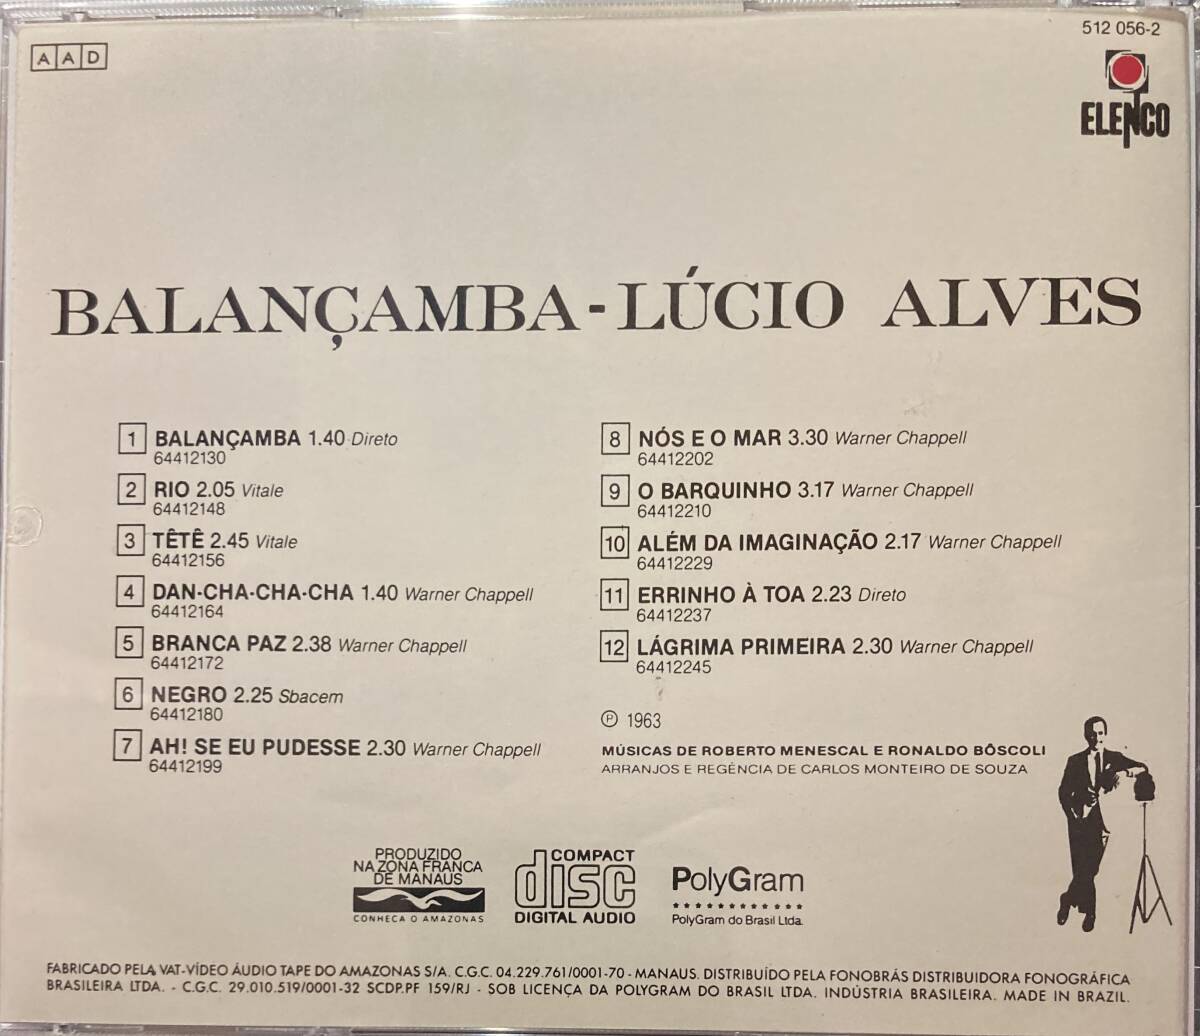 AAD
512 056-2
ELENCO
BALANÇAMBA - LÚCIO ALVES
1 BALANÇAMBA 1.40 Direto
64412130
2 RIO 2.05 Vitale
64412148
3 TÊTÊ 2.45 Vitale
64412156
4 DAN-CHA-CHA-CHA 1.40 Warner Chappell
64412164
5 BRANCA PAZ 2.38 Warner Chappell
64412172
6 NEGRO 2.25 Sbacem
64412180
7 AH! SE EU PUDESSE 2.30 Warner Chappell
64412199
8 NÓS E O MAR 3.30 Warner Chappell
64412202
9 O BARQUINHO 3.17 Warner Chappell
64412210
10 ALÉM DA IMAGINAÇÃO 2.17 Warner Chappell
64412229
11 ERRINHO À TOA 2.23 Direto
64412237
12 LÁGRIMA PRIMEIRA 2.30 Warner Chappell
64412245
℗ 1963
MÚSICAS DE ROBERTO MENESCAL E RONALDO BÔSCOLI
ARRANJOS E REGÊNCIA DE CARLOS MONTEIRO DE SOUZA
PRODUZIDO
NA ZONA FRANCA
DE MANAUS
CONHEÇA O AMAZONAS
COMPACT
disc
DIGITAL AUDIO
PolyGram
PolyGram do Brasil Ltda.
FABRICADO PELA VAT-VÍDEO ÁUDIO TAPE DO AMAZONAS S/A. C.G.C. 04.229.761/0001-70 - MANAUS. DISTRIBUÍDO PELA FONOBRÁS DISTRIBUIDORA FONOGRÁFICA
BRASILEIRA LTDA. - C.G.C. 29.010.519/0001-32 SCDP.PF 159/RJ - SOB LICENÇA DA POLYGRAM DO BRASIL LTDA. INDÚSTRIA BRASILEIRA. MADE IN BRAZIL.